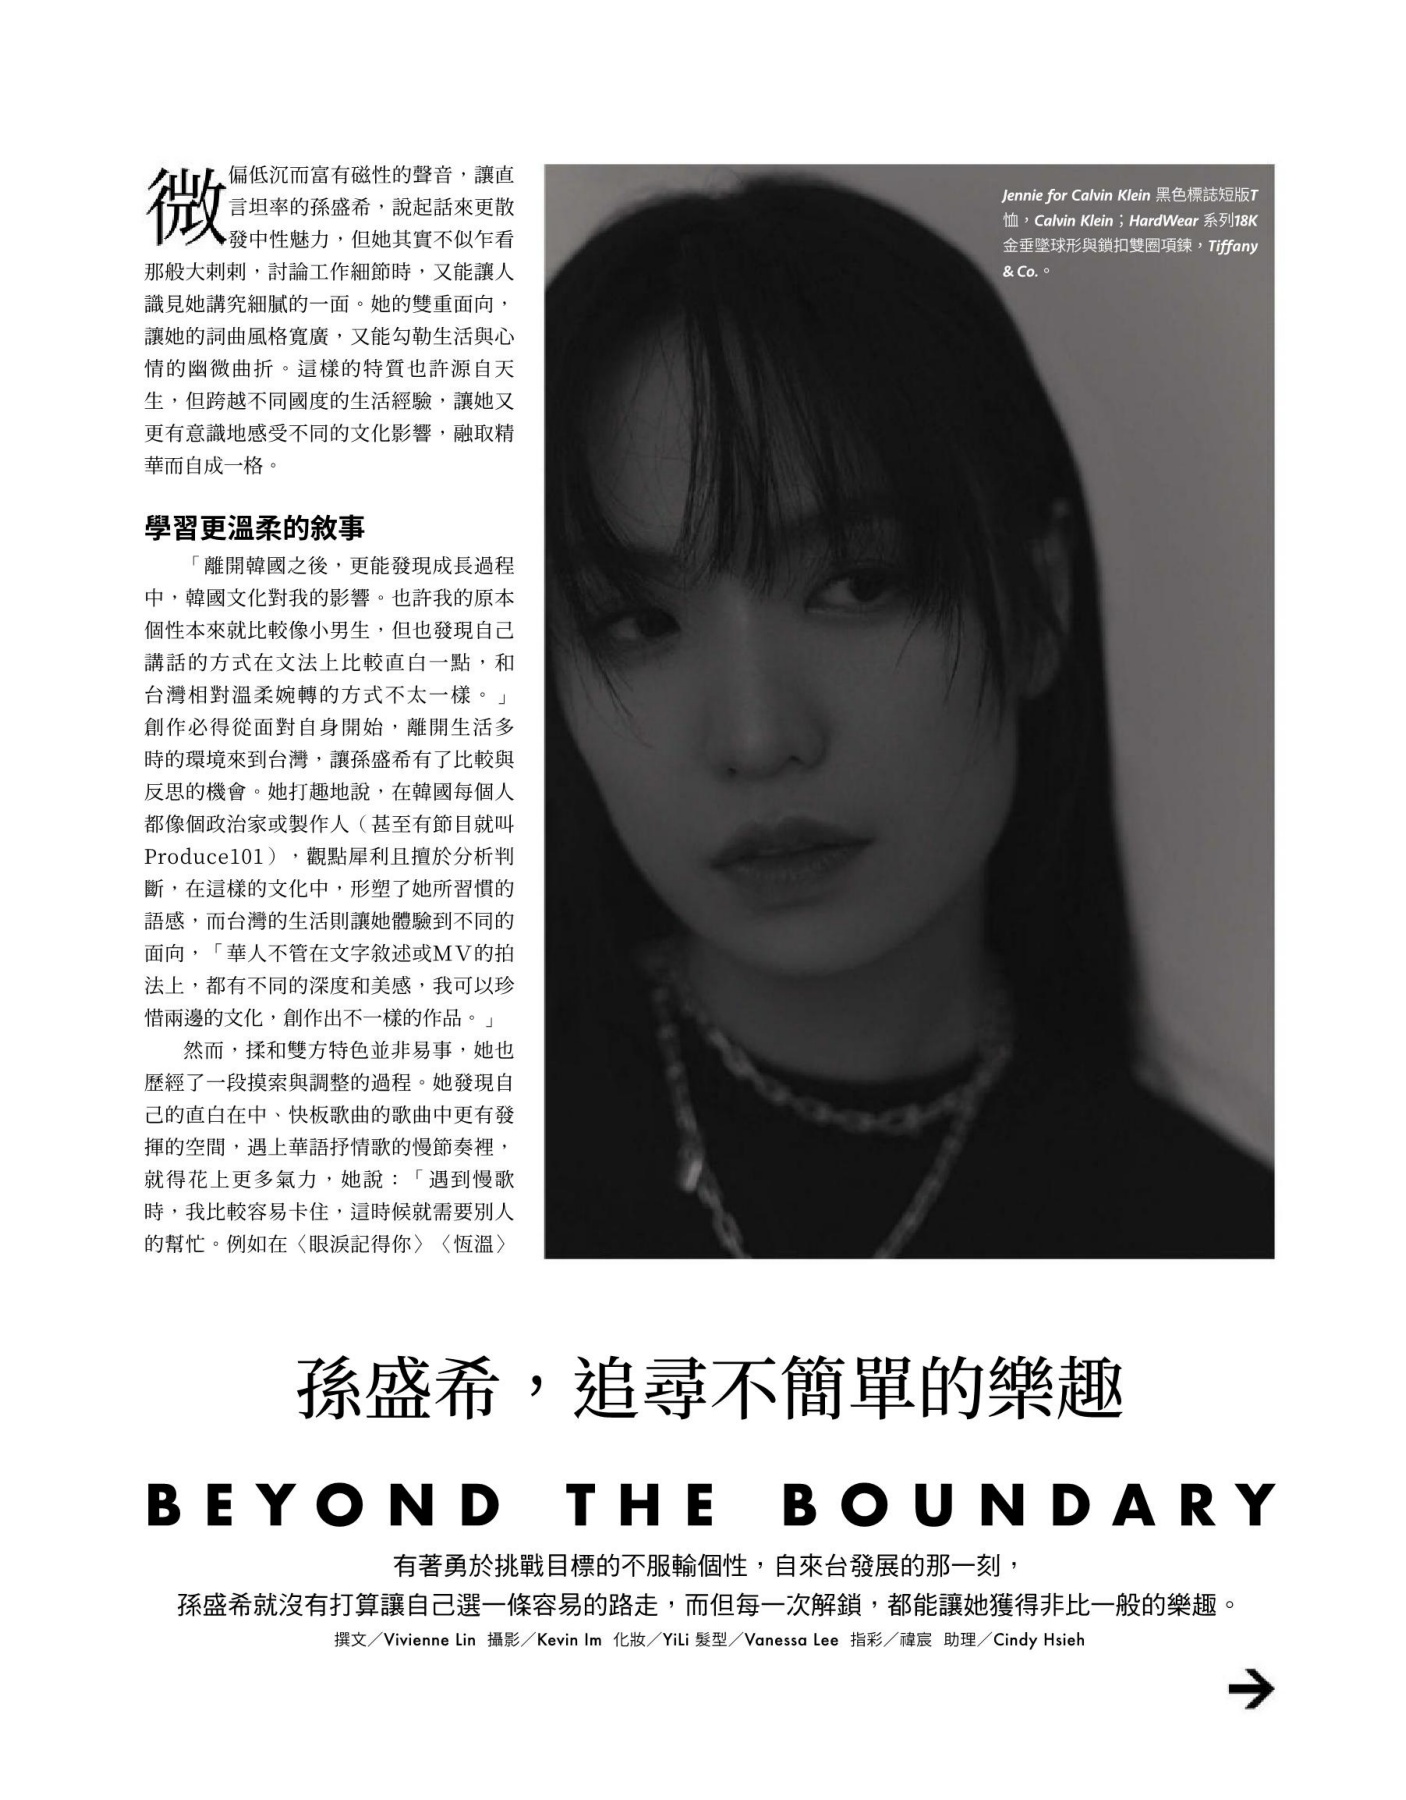 微偏低沉而富有磁性的聲音，讓直
言坦率的孫盛希，說起話來更散
發中性魅力，但她其實不似乍看
那般大剌剌，討論工作細節時，又能讓人
識見她講究細膩的一面。她的雙重面向，
讓她的詞曲風格寬廣，又能勾勒生活與心
情的幽微曲折。這樣的特質也許源自天
生，但跨越不同國度的生活經驗，讓她又
更有意識地感受不同的文化影響，融取精
華而自成一格。
學習更溫柔的敘事
「離開韓國之後，更能發現成長過程
中，韓國文化對我的影響。也許我的原本
個性本來就比較像小男生，但也發現自己
講話的方式在文法上比較直白一點，和
台灣相對溫柔婉轉的方式不太一樣。」
創作必得從面對自身開始，離開生活多
時的環境來到台灣，讓孫盛希有了比較與
反思的機會。她打趣地說，在韓國每個人
都像個政治家或製作人（甚至有節目就叫
Produce101），觀點犀利且擅於分析判
斷，在這樣的文化中，形塑了她所習慣的
語感，而台灣的生活則讓她體驗到不同的
面向，「華人不管在文字敘述或MV的拍
法上，都有不同的深度和美感，我可以珍
惜兩邊的文化，創作出不一樣的作品。」
然而，揉和雙方特色並非易事，她也
歷經了一段摸索與調整的過程。她發現自
己的直白在中、快板歌曲的歌曲中更有發
揮的空間，遇上華語抒情歌的慢節奏裡，
就得花上更多氣力，她說：「遇到慢歌
時，我比較容易卡住，這時候就需要別人
的幫忙。例如在〈眼淚記得你〉〈恆溫〉
Jennie for Calvin Klein 黑色標誌短版T
恤，Calvin Klein；HardWear 系列18K
金垂墜球形與鎖扣雙圈項鍊，Tiffany
& Co.。
孫盛希，追尋不簡單的樂趣
BEYOND THE BOUNDARY
有著勇於挑戰目標的不服輸個性，自來台發展的那一刻，
孫盛希就沒有打算讓自己選一條容易的路走，而但每一次解鎖，都能讓她獲得非比一般的樂趣。
撰文／Vivienne Lin 攝影／Kevin Im 化妝／YiLi 髮型／Vanessa Lee 指彩／禕宸 助理／Cindy Hsieh